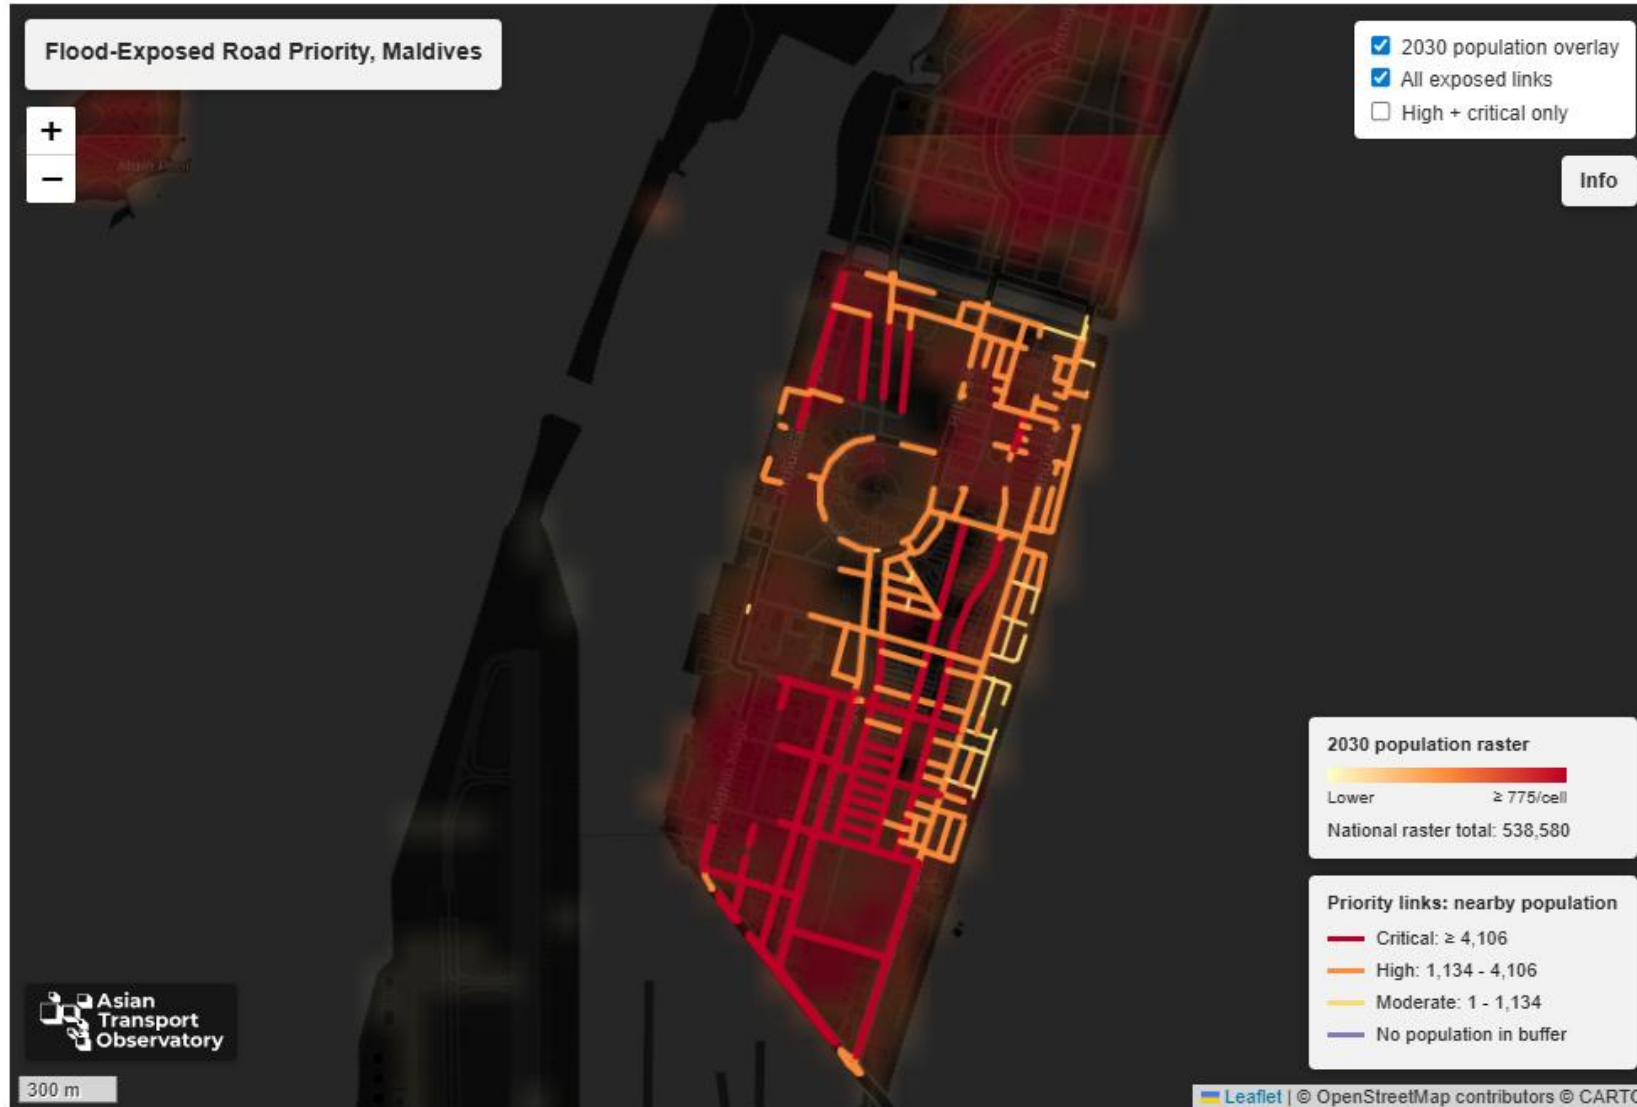 Flood-Exposed Road Priority, Maldives
+
−
2030 population overlay
All exposed links
High + critical only
Info
2030 population raster
Lower
≥ 775/cell
National raster total: 538,580
Priority links: nearby population
Critical: ≥ 4,106
High: 1,134 - 4,106
Moderate: 1 - 1,134
No population in buffer
Asian
Transport
Observatory
300 m
Leaflet | © OpenStreetMap contributors © CARTO